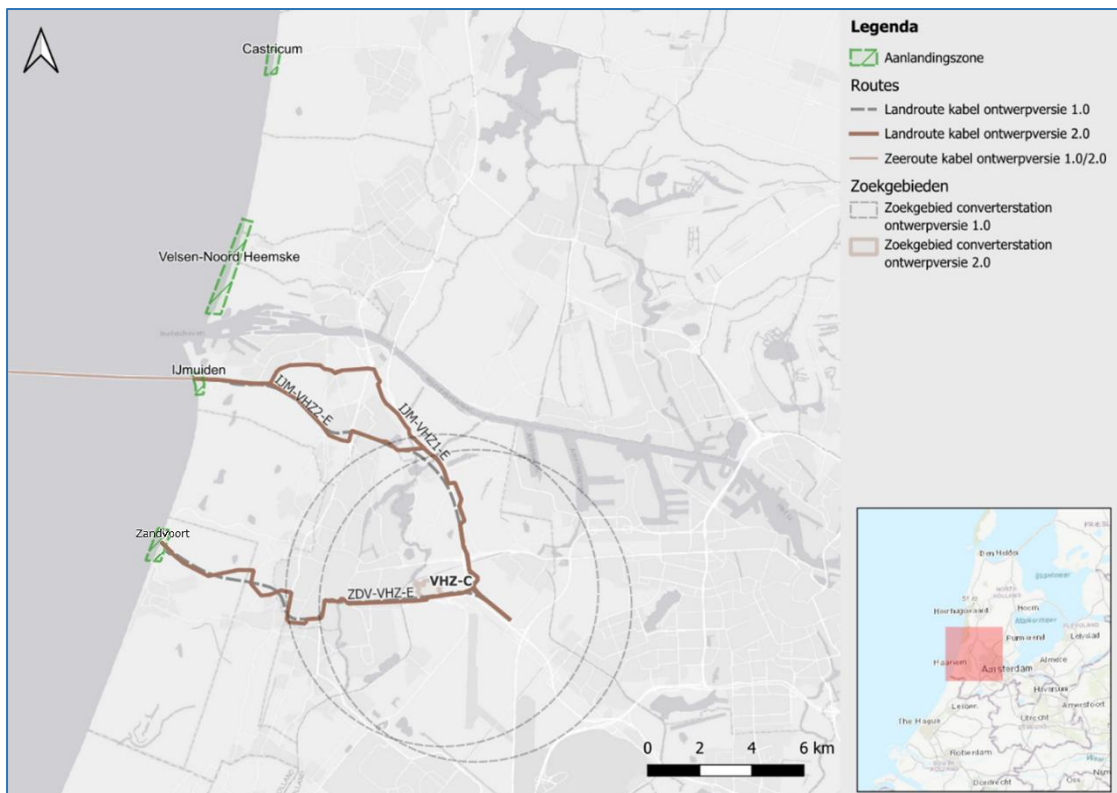 Castricum
Velsen-Noord Heemske
IJmuiden
IJM-VHZ2-E
IJM-VHZ1-E
Zandvoort
VHZ-C
ZDV-VHZ-E
0 2 4 6 km
Legenda
Aanlandingszone
Routes
Landroute kabel ontwerpversie 1.0
Landroute kabel ontwerpversie 2.0
Zeeroute kabel ontwerpversie 1.0/2.0
Zoekgebieden
Zoekgebied converterstation
ontwerpversie 1.0
Zoekgebied converterstation
ontwerpversie 2.0
Den Helder
Hoorn
Purmerend
Lelystad
Haarlem
Amsterdam
Almere
Hilversum
Leiden
Amersfoort
The Hague
Utrecht
Rotterdam
Dordrecht